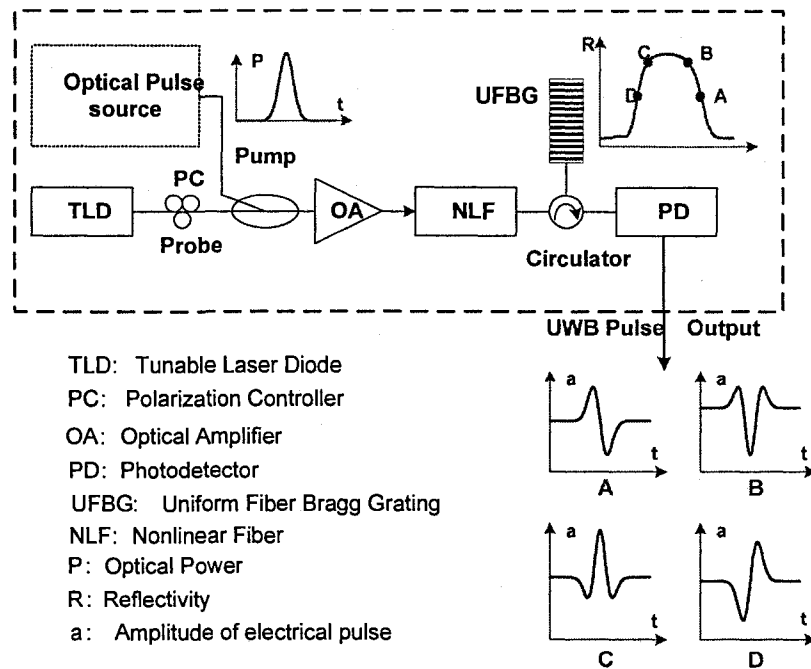 Optical Pulse
source
P
t
Pump
UFBG
R
C
B
D
A
TLD
PC
Probe
OA
NLF
Circulator
PD
UWB Pulse Output
TLD: Tunable Laser Diode
PC: Polarization Controller
OA: Optical Amplifier
PD: Photodetector
UFBG: Uniform Fiber Bragg Grating
NLF: Nonlinear Fiber
P: Optical Power
R: Reflectivity
a: Amplitude of electrical pulse
a
t
A
a
t
B
a
t
C
a
t
D